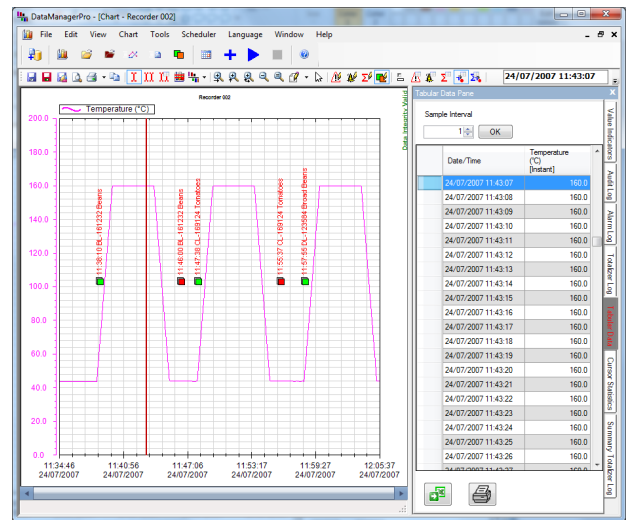 DataManagerPro - [Chart - Recorder 002]
File Edit View Chart Tools Scheduler Language Window Help
24/07/2007 11:43:07
Recorder 002
Temperature (°C)
Data Integrity Valid
200.0
180.0
160.0
140.0
120.0
100.0
80.0
60.0
40.0
20.0
0.0
11:38:10 BL-161232 Beans
11:46:00 BL-161232 Beans
11:47:38 CL-169124 Tomatoes
11:55:37 CL-169124 Tomatoes
11:57:55 DL-123584 Broad Beans
11:34:46 11:40:56 11:47:06 11:53:17 11:59:27 12:05:37
24/07/2007 24/07/2007 24/07/2007 24/07/2007 24/07/2007 24/07/2007
Tabular Data Pane
Sample Interval
1 OK
Date/Time Temperature (°C) [Instant]
24/07/2007 11:43:07 160.0
24/07/2007 11:43:08 160.0
24/07/2007 11:43:09 160.0
24/07/2007 11:43:10 160.0
24/07/2007 11:43:11 160.0
24/07/2007 11:43:12 160.0
24/07/2007 11:43:13 160.0
24/07/2007 11:43:14 160.0
24/07/2007 11:43:15 160.0
24/07/2007 11:43:16 160.0
24/07/2007 11:43:17 160.0
24/07/2007 11:43:18 160.0
24/07/2007 11:43:19 160.0
24/07/2007 11:43:20 160.0
24/07/2007 11:43:21 160.0
24/07/2007 11:43:22 160.0
24/07/2007 11:43:23 160.0
24/07/2007 11:43:24 160.0
24/07/2007 11:43:25 160.0
24/07/2007 11:43:26 160.0
24/07/2007 11:43:27 160.0
Value Indicators
Audit Log
Alarm Log
Totalizer Log
Tabular Data
Cursor Statistics
Summary Totalizer Log